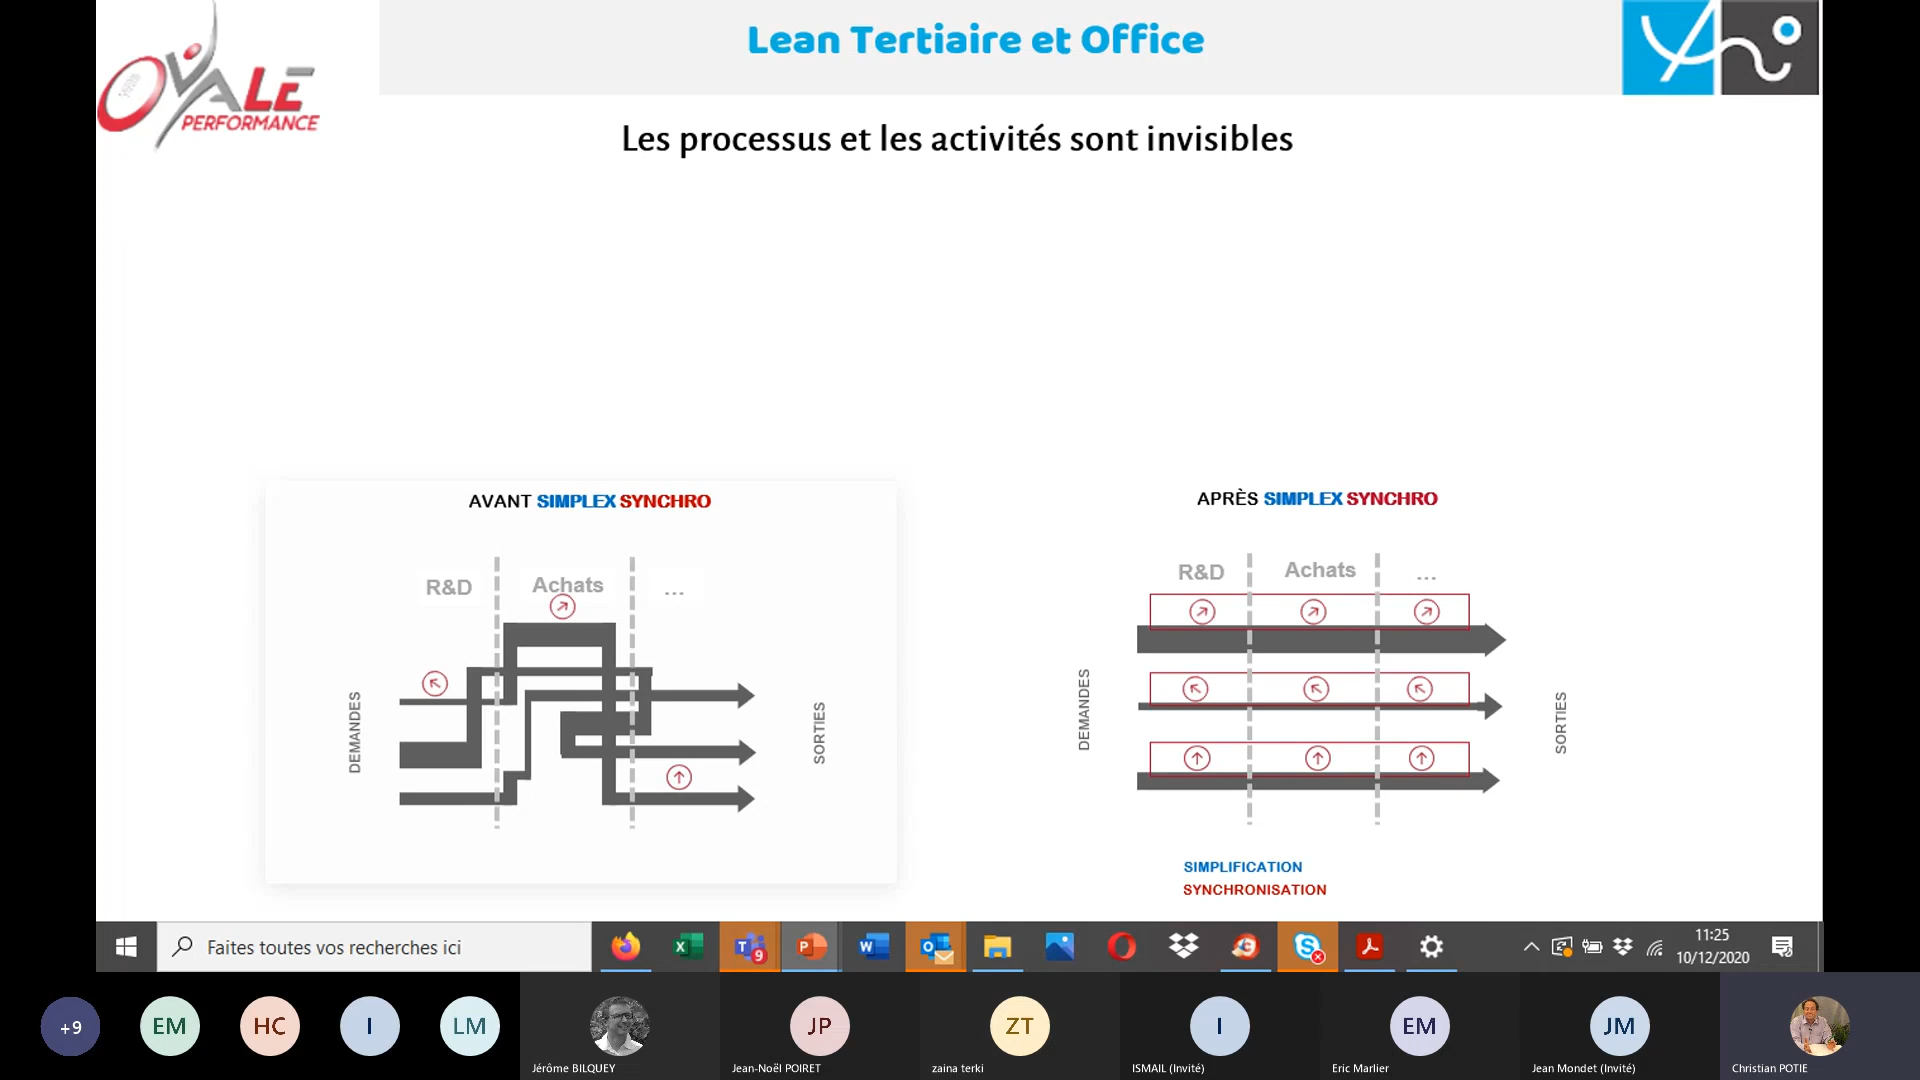 OVALE
PERFORMANCE
Lean Tertiaire et Office
Les processus et les activités sont invisibles
AVANT SIMPLEX SYNCHRO
R&D
Achats
...
DEMANDES
SORTIES
APRÈS SIMPLEX SYNCHRO
R&D
Achats
...
DEMANDES
SORTIES
SIMPLIFICATION
SYNCHRONISATION
Faites toutes vos recherches ici
9
11:25
10/12/2020
+9
EM
HC
I
LM
JP
ZT
I
EM
JM
Jérôme BILQUEY
Jean-Noël POIRET
zaina terki
ISMAIL (Invité)
Eric Marlier
Jean Mondet (Invité)
Christian POTIE